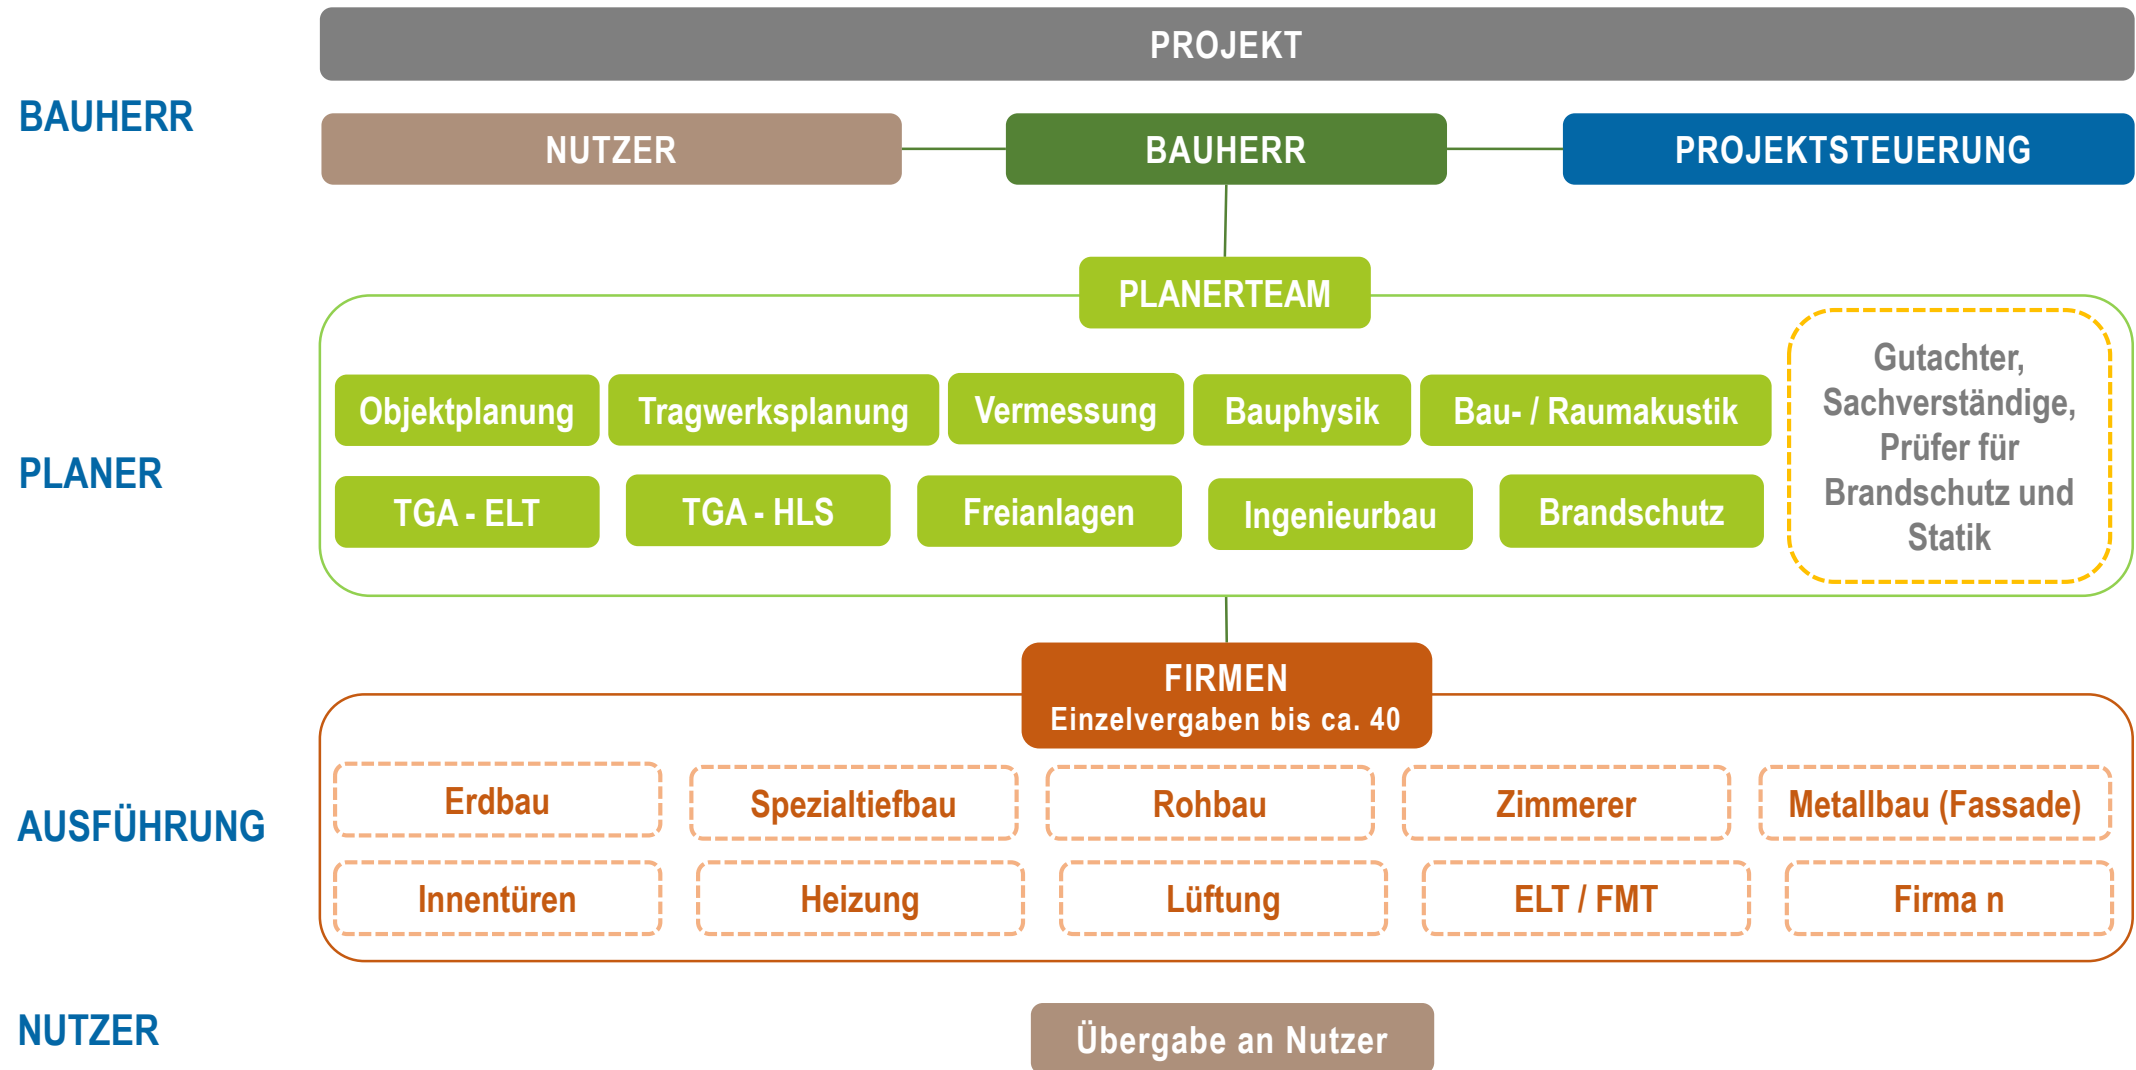 PROJEKT
BAUHERR
NUTZER
BAUHERR
PROJEKTSTEUERUNG
PLANERTEAM
PLANER
Objektplanung
Tragwerksplanung
Vermessung
Bauphysik
Bau- / Raumakustik
TGA - ELT
TGA - HLS
Freianlagen
Ingenieurbau
Brandschutz
Gutachter,
Sachverständige,
Prüfer für
Brandschutz und
Statik
FIRMEN
Einzelvergaben bis ca. 40
AUSFÜHRUNG
Erdbau
Spezialtiefbau
Rohbau
Zimmerer
Metallbau (Fassade)
Innentüren
Heizung
Lüftung
ELT / FMT
Firma n
NUTZER
Übergabe an Nutzer